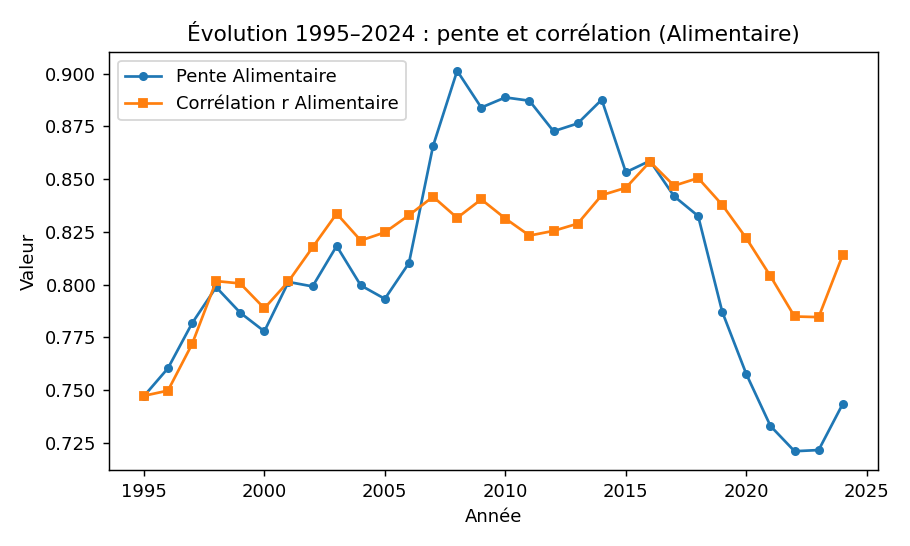 Évolution 1995–2024 : pente et corrélation (Alimentaire)
Pente Alimentaire
Corrélation r Alimentaire
Valeur
0.900
0.875
0.850
0.825
0.800
0.775
0.750
0.725
1995 2000 2005 2010 2015 2020 2025
Année